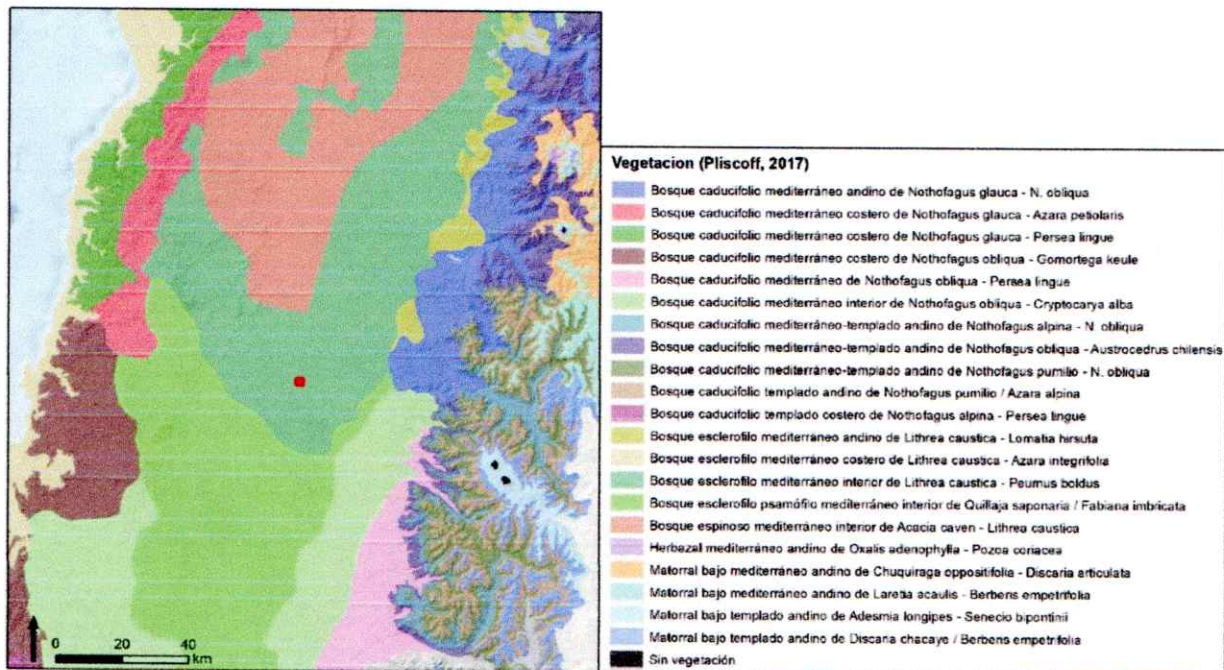 0 20 40
km
Vegetacion (Pliscoff, 2017)
Bosque caducifolio mediterráneo andino de Nothofagus glauca - N. obliqua
Bosque caducifolio mediterráneo costero de Nothofagus glauca - Azara petiolaris
Bosque caducifolio mediterráneo costero de Nothofagus glauca - Persea lingue
Bosque caducifolio mediterráneo costero de Nothofagus obliqua - Gomortega keule
Bosque caducifolio mediterráneo de Nothofagus obliqua - Persea lingue
Bosque caducifolio mediterráneo interior de Nothofagus obliqua - Cryptocarya alba
Bosque caducifolio mediterráneo-templado andino de Nothofagus alpina - N. obliqua
Bosque caducifolio mediterráneo-templado andino de Nothofagus obliqua - Austrocedrus chilensis
Bosque caducifolio mediterráneo-templado andino de Nothofagus pumilio - N. obliqua
Bosque caducifolio templado andino de Nothofagus pumilio / Azara alpina
Bosque caducifolio templado costero de Nothofagus alpina - Persea lingue
Bosque esclerofilo mediterráneo andino de Lithrea caustica - Lomatia hirsuta
Bosque esclerofilo mediterráneo costero de Lithrea caustica - Azara integrifolia
Bosque esclerofilo mediterráneo interior de Lithrea caustica - Peumus boldus
Bosque esclerofilo psamófilo mediterráneo interior de Quillaja saponaria / Fabiana imbricata
Bosque espinoso mediterráneo interior de Acacia caven - Lithrea caustica
Herbazal mediterráneo andino de Oxalis adenophylla - Pozoa coriacea
Matorral bajo mediterráneo andino de Chuquiraga oppositifolia - Discaria articulata
Matorral bajo mediterráneo andino de Laretia acaulis - Berberis empetrifolia
Matorral bajo templado andino de Adesmia longipes - Senecio bipontinii
Matorral bajo templado andino de Discaria chacaye / Berberis empetrifolia
Sin vegetación